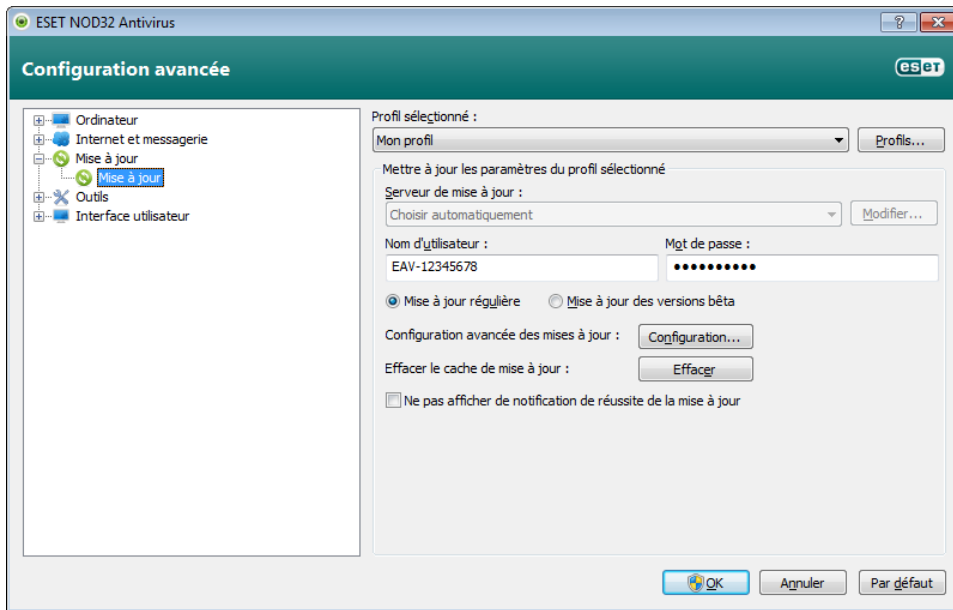 ESET NOD32 Antivirus
Configuration avancée
eset
Ordinateur
Internet et messagerie
Mise à jour
Mise à jour
Outils
Interface utilisateur
Profil sélectionné :
Mon profil
Profils...
Mettre à jour les paramètres du profil sélectionné
Serveur de mise à jour :
Choisir automatiquement
Modifier...
Nom d'utilisateur :
Mot de passe :
EAV-12345678
••••••••••
Mise à jour régulière
Mise à jour des versions bêta
Configuration avancée des mises à jour :
Configuration...
Effacer le cache de mise à jour :
Effacer
Ne pas afficher de notification de réussite de la mise à jour
OK
Annuler
Par défaut